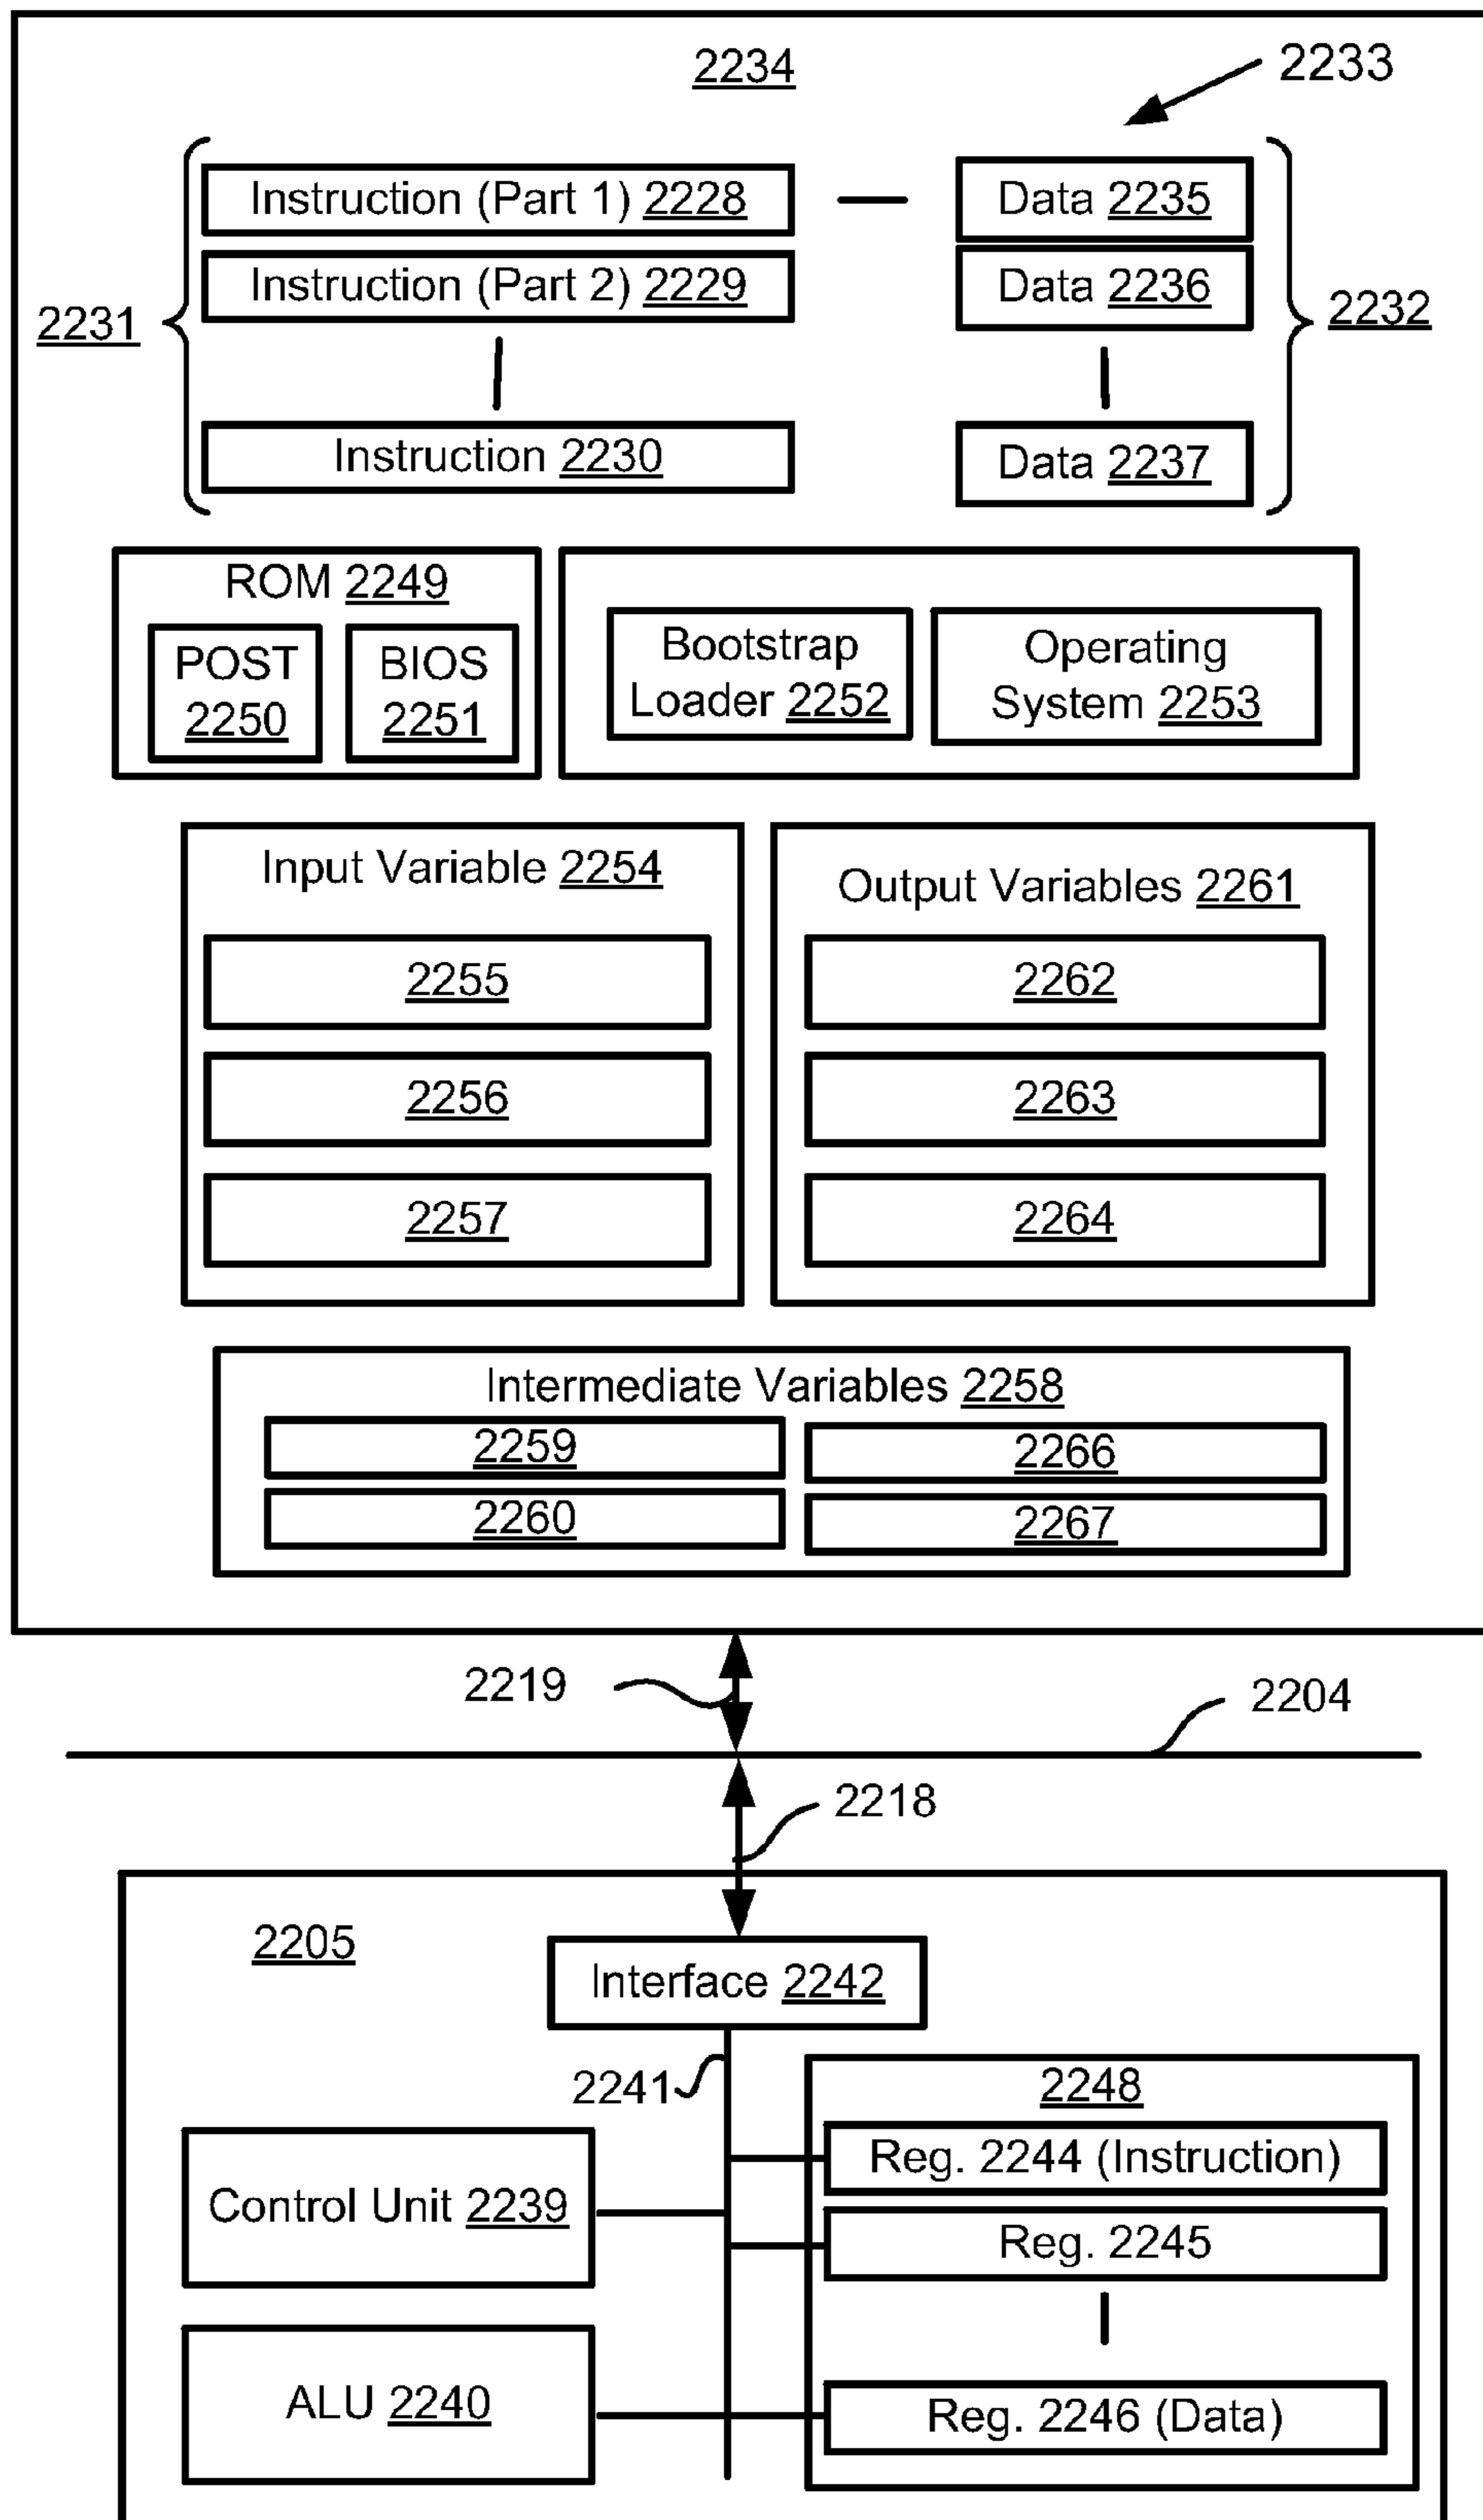 2234
2233
Instruction (Part 1) 2228
Data 2235
Instruction (Part 2) 2229
Data 2236
2231
2232
Instruction 2230
Data 2237
ROM 2249
POST
2250
BIOS
2251
Bootstrap
Loader 2252
Operating
System 2253
Input Variable 2254
2255
2256
2257
Output Variables 2261
2262
2263
2264
Intermediate Variables 2258
2259
2266
2260
2267
2219
2204
2218
2205
Interface 2242
2241
2248
Reg. 2244 (Instruction)
Control Unit 2239
Reg. 2245
ALU 2240
Reg. 2246 (Data)